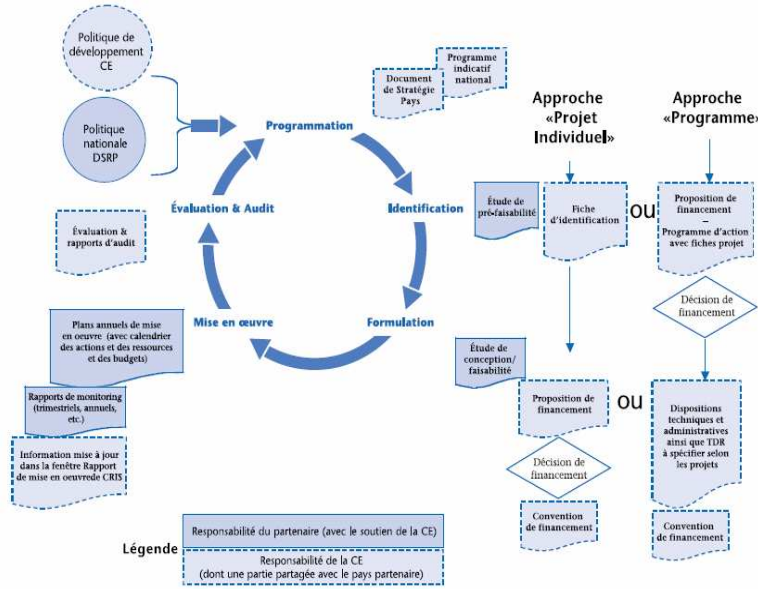 Politique de
développement
CE
Politique
nationale
DSRP
Programmation
Document
de Stratégie
Pays
Programme
indicatif
national
Approche
«Projet
Individuel»
Approche
«Programme»
Évaluation & Audit
Identification
Évaluation &
rapports d'audit
Étude de
pré-faisabilité
Fiche
d'identification
ou
Proposition de
financement
–
Programme d'action
avec fiches projet
Décision de
financement
Mise en œuvre
Formulation
Plans annuels de mise
en oeuvre (avec calendrier
des actions et des ressources
et des budgets)
Rapports de monitoring
(trimestriels, annuels,
etc.)
Information mise à jour
dans la fenêtre Rapport
de mise en oeuvrede CRIS
Étude de
conception/
faisabilité
Proposition de
financement
ou
Dispositions
techniques et
administratives
ainsi que TDR
à spécifier selon
les projets
Décision de
financement
Convention
de financement
Convention
de financement
Légende
Responsabilité du partenaire (avec le soutien de la CE)
Responsabilité de la CE
(dont une partie partagée avec le pays partenaire)